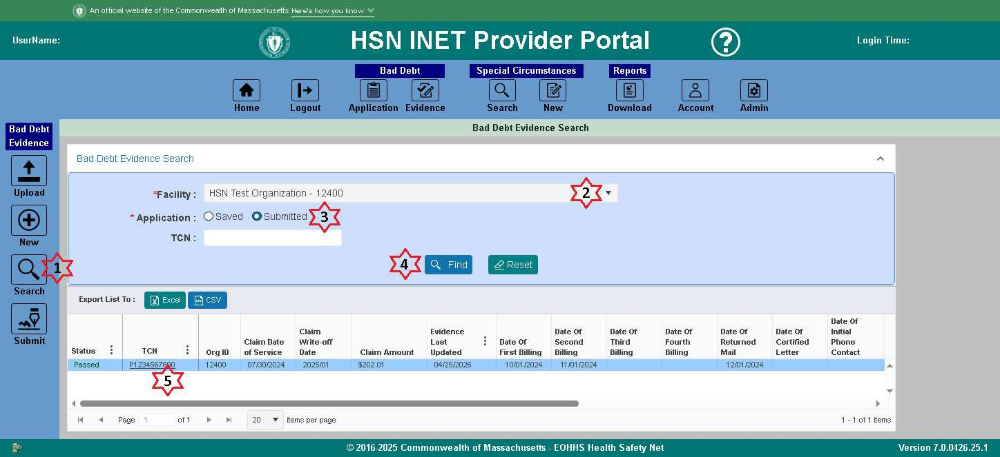 An official website of the Commonwealth of Massachusetts Here's how you know
UserName:
HSN INET Provider Portal
?
Login Time:
Bad Debt
Special Circumstances
Reports
Home
Logout
Application
Evidence
Search
New
Download
Account
Admin
Bad Debt
Evidence
Upload
New
Search
Submit
1
Bad Debt Evidence Search
Bad Debt Evidence Search
*Facility :
HSN Test Organization - 12400
2
* Application :
Saved
Submitted
3
TCN :
4
Find
Reset
Export List To :
Excel
CSV
Status
TCN
Org ID
Claim Date
of Service
Claim
Write-off
Date
Claim Amount
Evidence
Last
Updated
Date Of
First Billing
Date Of
Second
Billing
Date Of
Third
Billing
Date Of
Fourth
Billing
Date Of
Returned
Mail
Date Of
Certified
Letter
Date Of
Initial
Phone
Contact
Passed
P1234567890
12400
07/30/2024
2025/01
$202.01
04/25/2026
10/01/2024
11/01/2024
12/01/2024
5
Page 1 of 1
20 items per page
1 - 1 of 1 items
© 2016-2025 Commonwealth of Massachusetts - EOHHS Health Safety Net
Version 7.0.0426.25.1